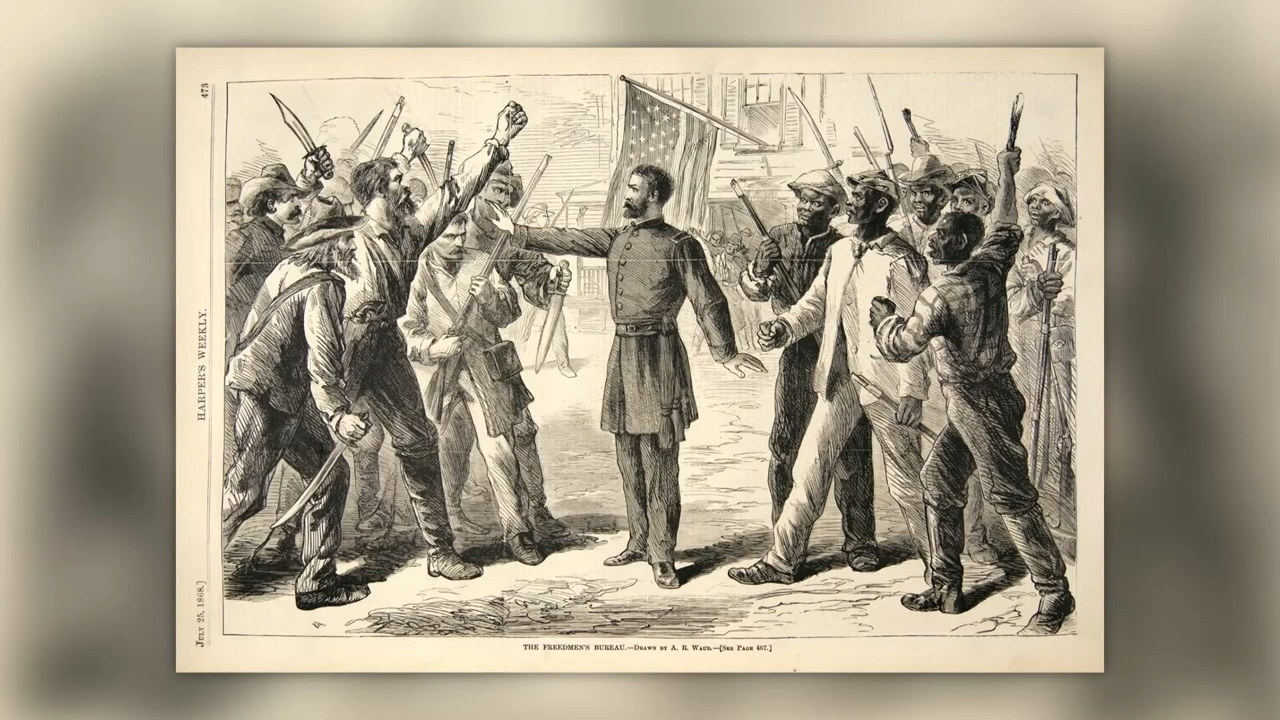 473
HARPER'S WEEKLY.
JULY 25, 1868.]
THE FREEDMEN'S BUREAU.—DRAWN BY A. R. WAUD.—[SEE PAGE 467.]